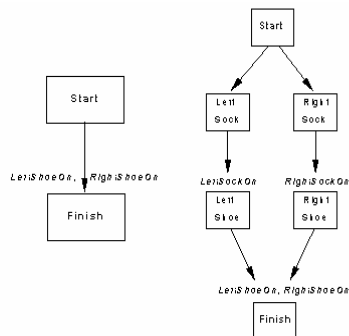 Start
LeftShoeOn, RightShoeOn
Finish
Start
Left
Sock
Right
Sock
LeftSockOn
RightSockOn
Left
Shoe
Right
Shoe
LeftShoeOn, RightShoeOn
Finish